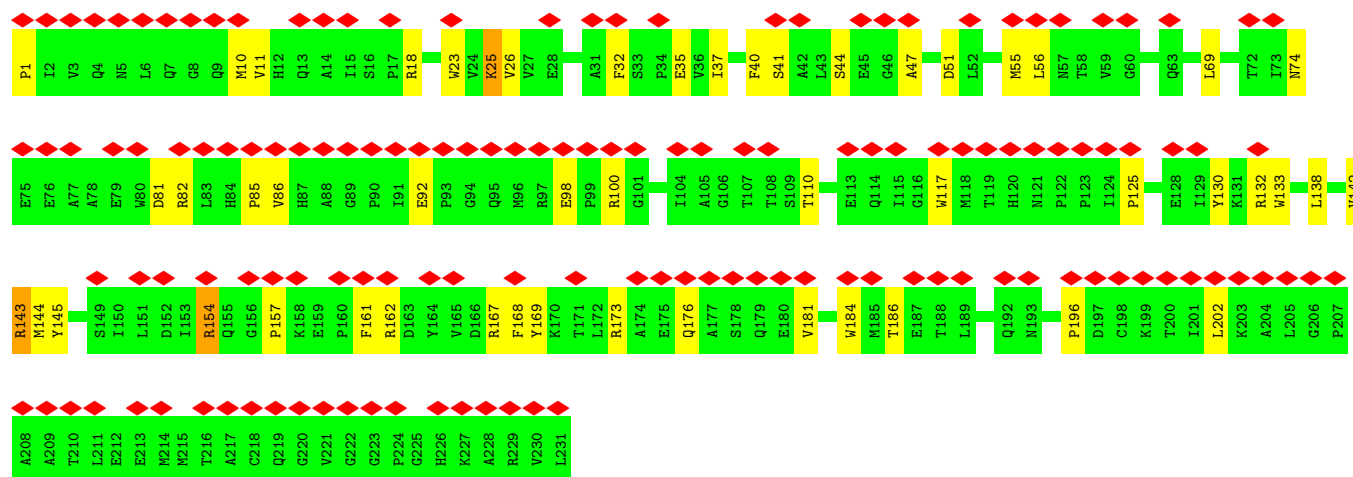 P1 I2 V3 Q4 N5 L6 Q7 G8 Q9 M10 V11 H12 Q13 A14 I15 S16 P17 R18 W23 V24 K25 V26 V27 E28 A31 F32 S33 P34 E35 V36 I37 F40 S41 A42 L43 S44 E45 G46 A47 D51 L52 M55 L56 N57 T58 V59 G60 Q63 L69 T72 I73 N74
E75 E76 A77 A78 E79 W80 D81 R82 L83 H84 P85 V86 H87 A88 G89 P90 I91 E92 P93 G94 Q95 M96 R97 E98 P99 R100 G101 I104 A105 G106 T107 T108 S109 T110 E113 Q114 I115 G116 W117 M118 T119 H120 N121 P122 P123 I124 P125 E128 I129 Y130 K131 R132 W133 L138
R143 M144 Y145 S149 I150 L151 D152 I153 R154 Q155 G156 P157 K158 E159 P160 F161 R162 D163 Y164 V165 D166 R167 F168 Y169 K170 T171 L172 R173 A174 E175 Q176 A177 S178 Q179 E180 V181 W184 M185 T186 E187 T188 L189 Q192 N193 P196 D197 C198 K199 T200 I201 L202 K203 A204 L205 G206 P207
A208 A209 T210 L211 E212 E213 M214 M215 T216 A217 C218 Q219 G220 V221 G222 G223 P224 G225 H226 K227 A228 R229 V230 L231